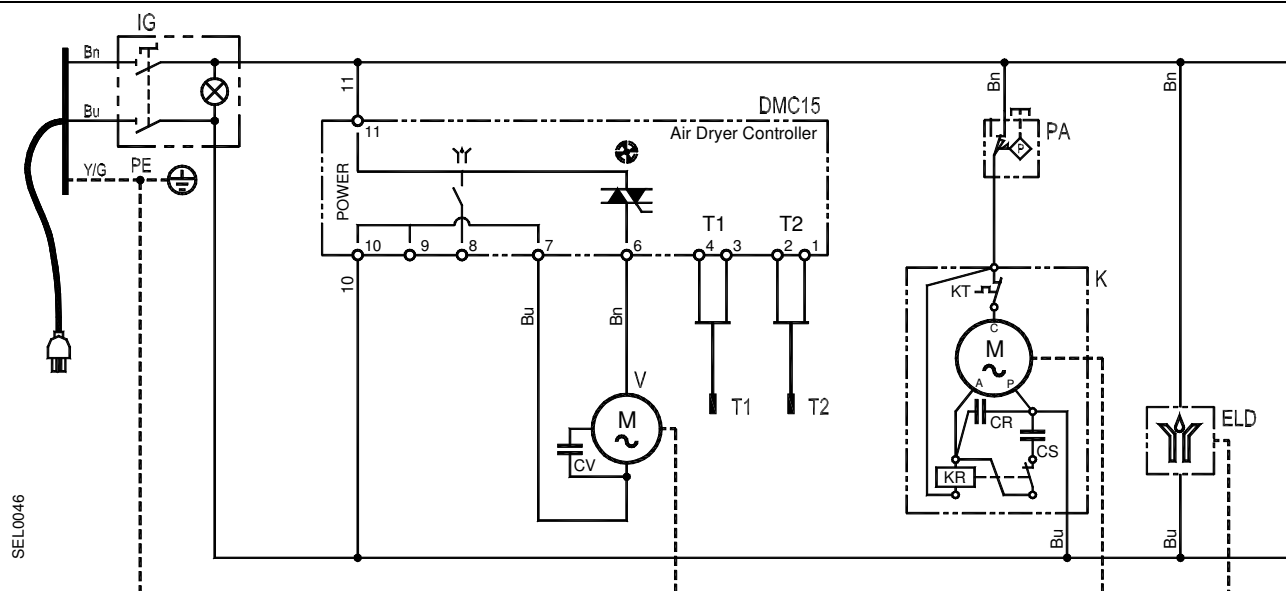 IG
Bn
Bu
Y/G
PE
11
11
DMC15
Air Dryer Controller
POWER
10
9
8
7
6
4
3
2
1
T1
T2
10
Bu
Bn
V
M
CV
T1
T2
Bn
PA
P
K
KT
C
M
A
P
CR
CS
KR
Bu
Bn
ELD
Bu
SEL0046